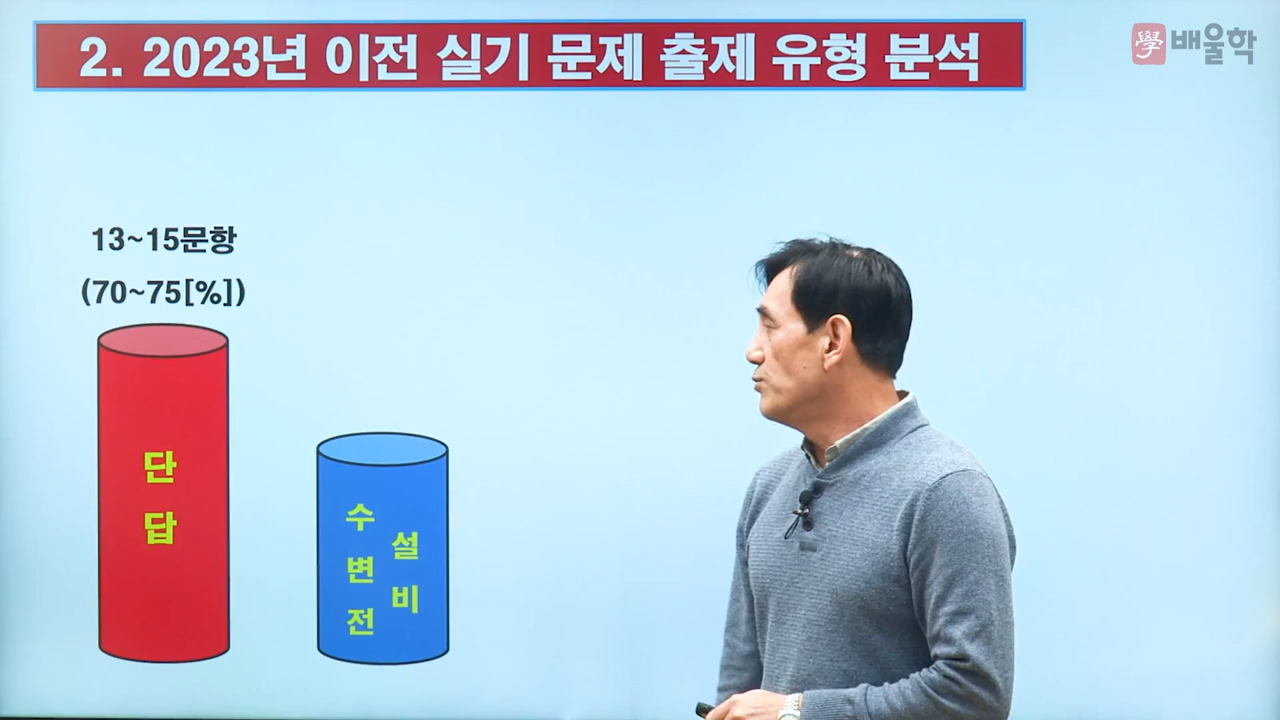 2. 2023년 이전 실기 문제 출제 유형 분석
學 배울학
13~15문항
(70~75[%])
단답
수변전
설비